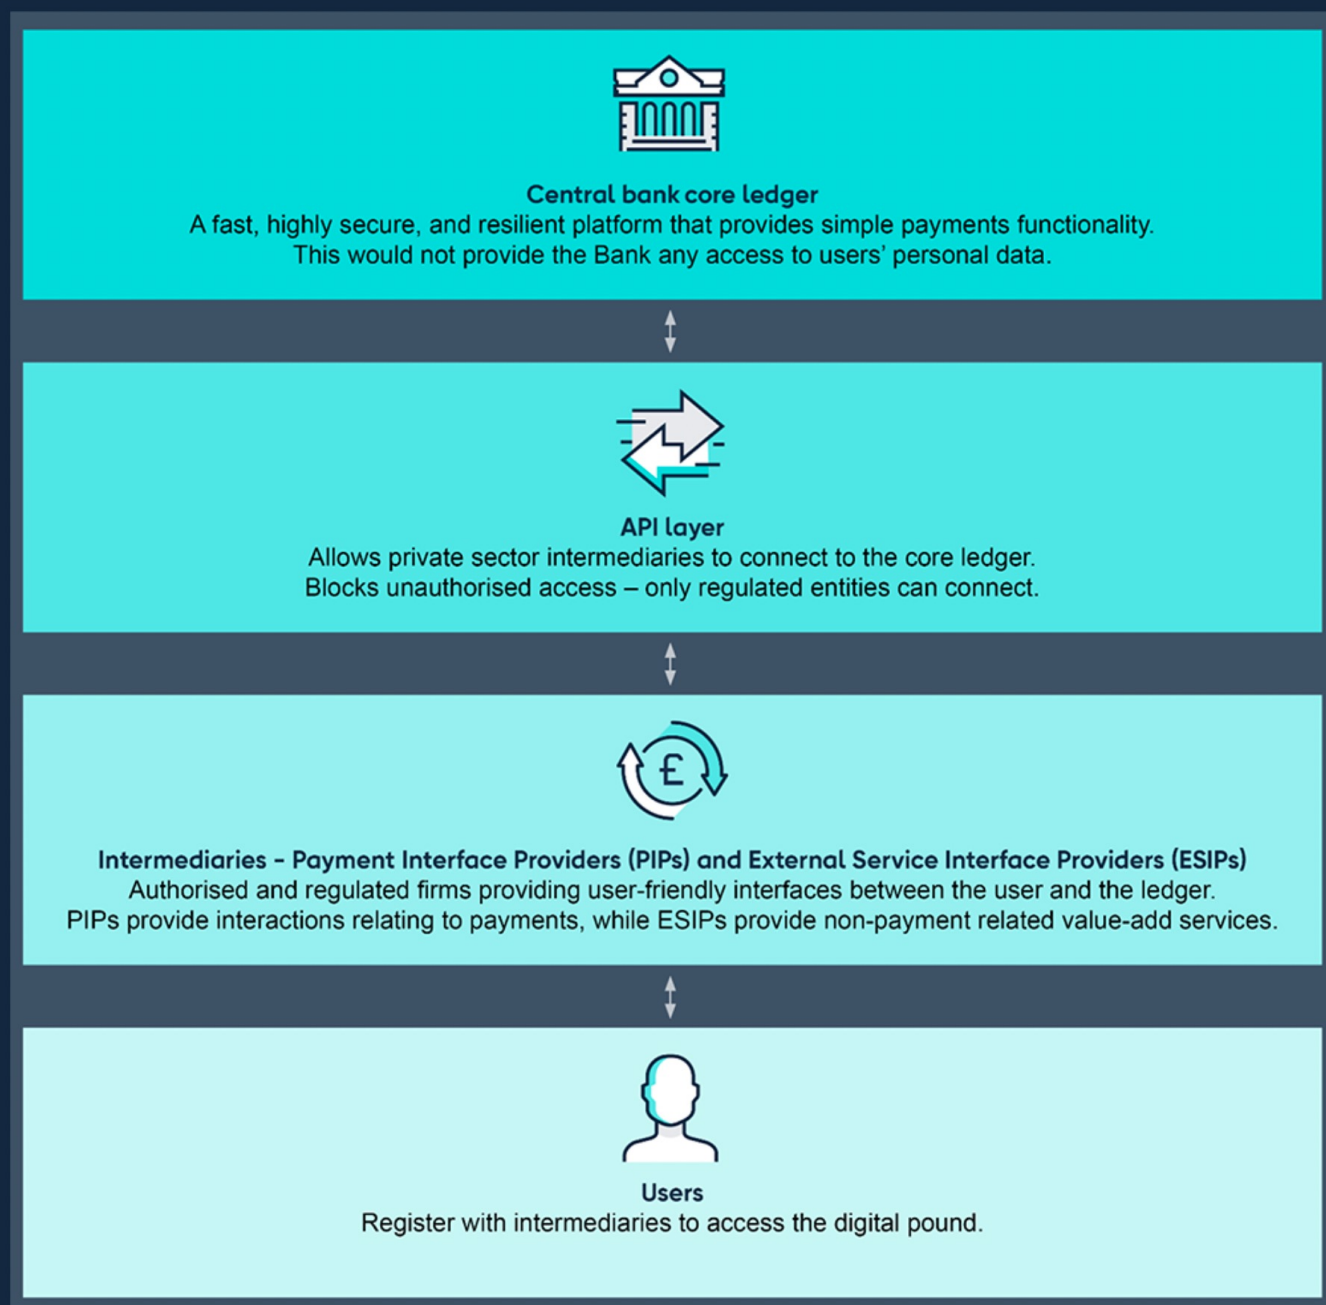 Central bank core ledger
A fast, highly secure, and resilient platform that provides simple payments functionality.
This would not provide the Bank any access to users’ personal data.
API layer
Allows private sector intermediaries to connect to the core ledger.
Blocks unauthorised access – only regulated entities can connect.
£
Intermediaries - Payment Interface Providers (PIPs) and External Service Interface Providers (ESIPs)
Authorised and regulated firms providing user-friendly interfaces between the user and the ledger.
PIPs provide interactions relating to payments, while ESIPs provide non-payment related value-add services.
Users
Register with intermediaries to access the digital pound.